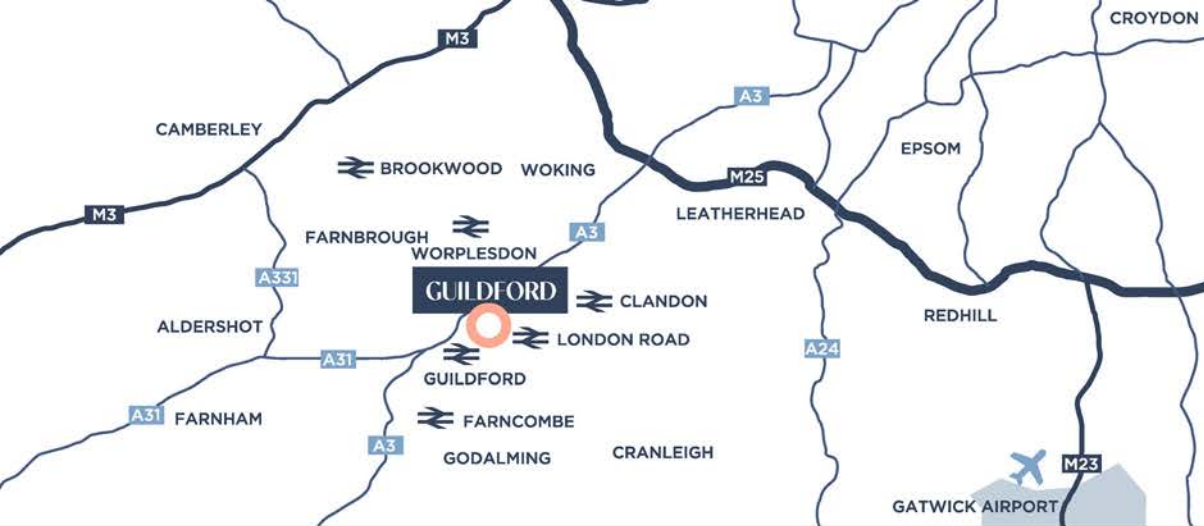 CROYDON
M3
A3
CAMBERLEY
EPSOM
BROOKWOOD
WOKING
M25
M3
LEATHERHEAD
A3
FARNBROUGH
WORPLESDON
A331
GUILDFORD
CLANDON
REDHILL
ALDERSHOT
LONDON ROAD
A24
A31
GUILDFORD
A31
FARNHAM
FARNCOMBE
A3
GODALMING
CRANLEIGH
M23
GATWICK AIRPORT